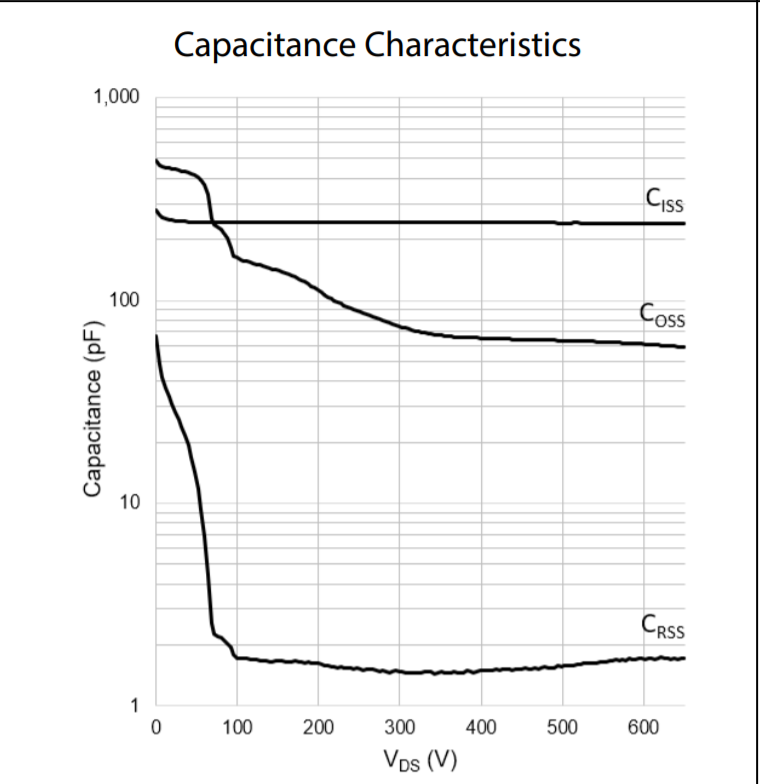 Capacitance Characteristics
1,000
100
10
1
Capacitance (pF)
CISS
COSS
CRSS
0 100 200 300 400 500 600
VDS (V)